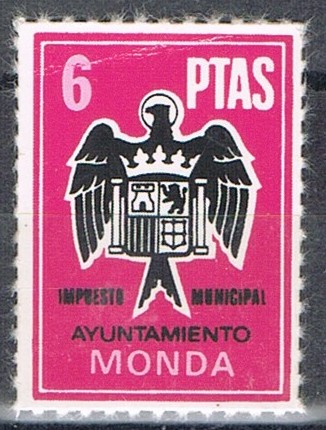 6 PTAS
IMPUESTO MUNICIPAL
AYUNTAMIENTO
MONDA